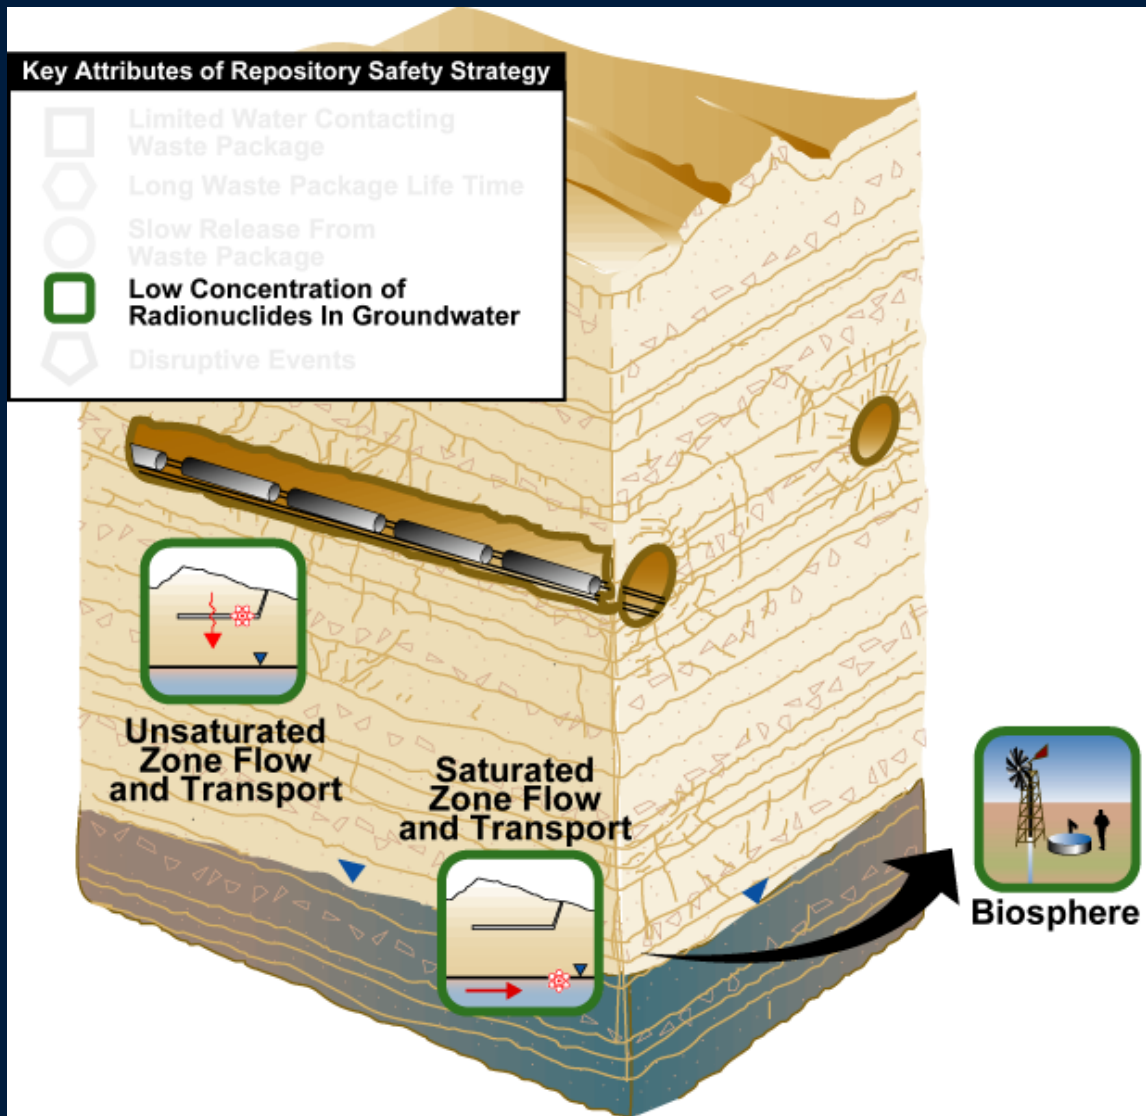 Key Attributes of Repository Safety Strategy
Limited Water Contacting
Waste Package
Long Waste Package Life Time
Slow Release From
Waste Package
Low Concentration of
Radionuclides In Groundwater
Disruptive Events
Unsaturated
Zone Flow
and Transport
Saturated
Zone Flow
and Transport
Biosphere